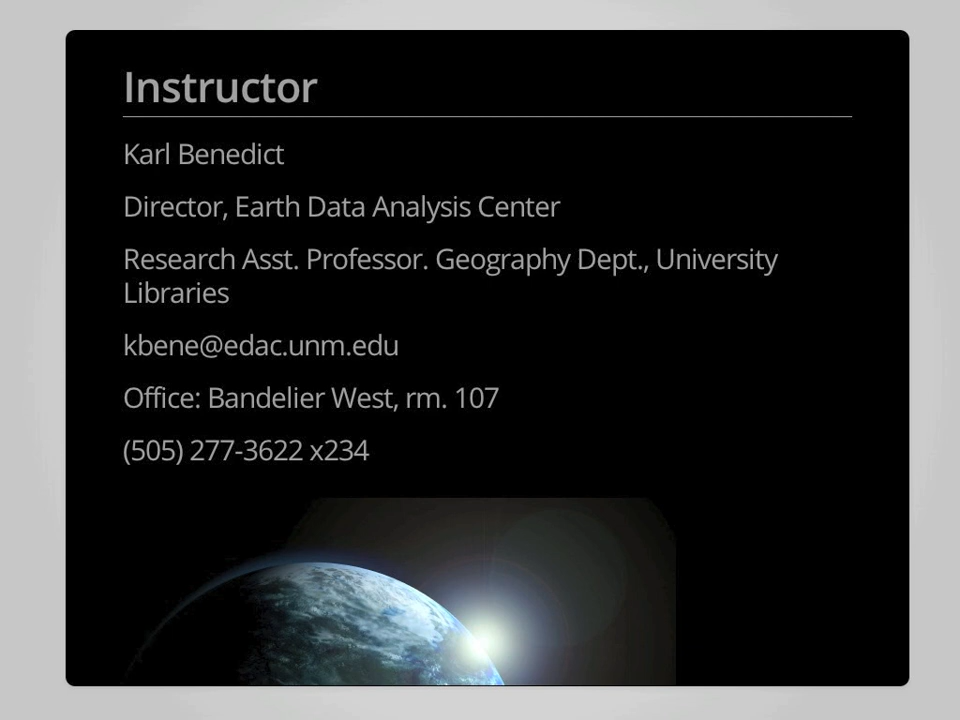 Instructor
Karl Benedict
Director, Earth Data Analysis Center
Research Asst. Professor. Geography Dept., University
Libraries
kbene@edac.unm.edu
Office: Bandelier West, rm. 107
(505) 277-3622 x234